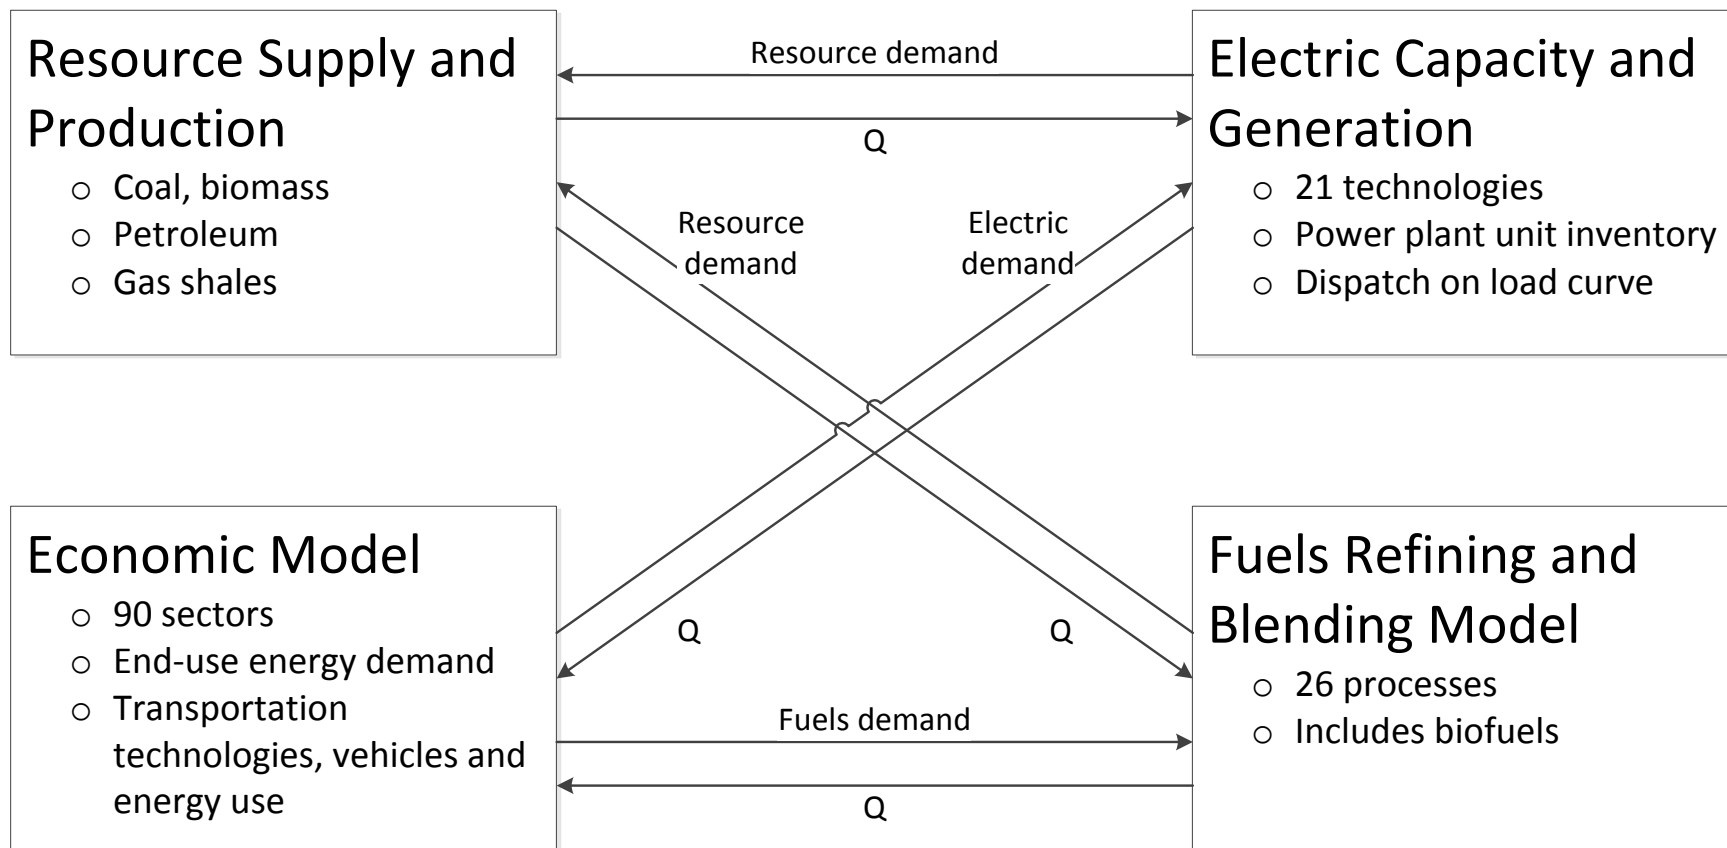 Resource Supply and
Production
○ Coal, biomass
○ Petroleum
○ Gas shales
Resource demand
Q
Electric Capacity and
Generation
○ 21 technologies
○ Power plant unit inventory
○ Dispatch on load curve
Resource
demand
Electric
demand
Economic Model
○ 90 sectors
○ End-use energy demand
○ Transportation
technologies, vehicles and
energy use
Q
Q
Fuels demand
Q
Fuels Refining and
Blending Model
○ 26 processes
○ Includes biofuels